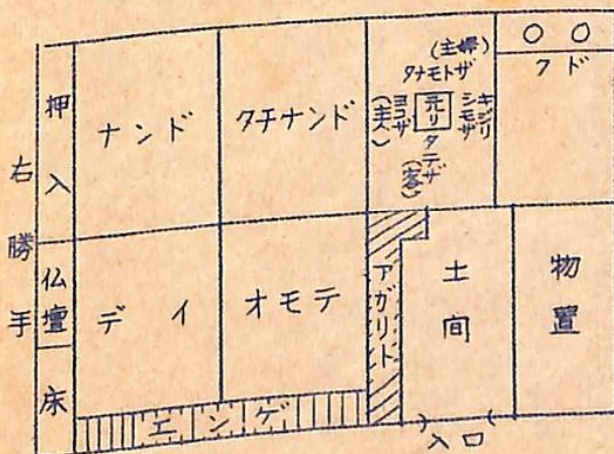 右勝手
押入
仏壇
床
ナンド
タチナンド
(主婦)
タナモトザ
ヨコザ
(主人)
キジリ
シモザ
タテザ
(客)
クド
デイ
オモテ
アガリト
土間
物置
エンゲ
入口